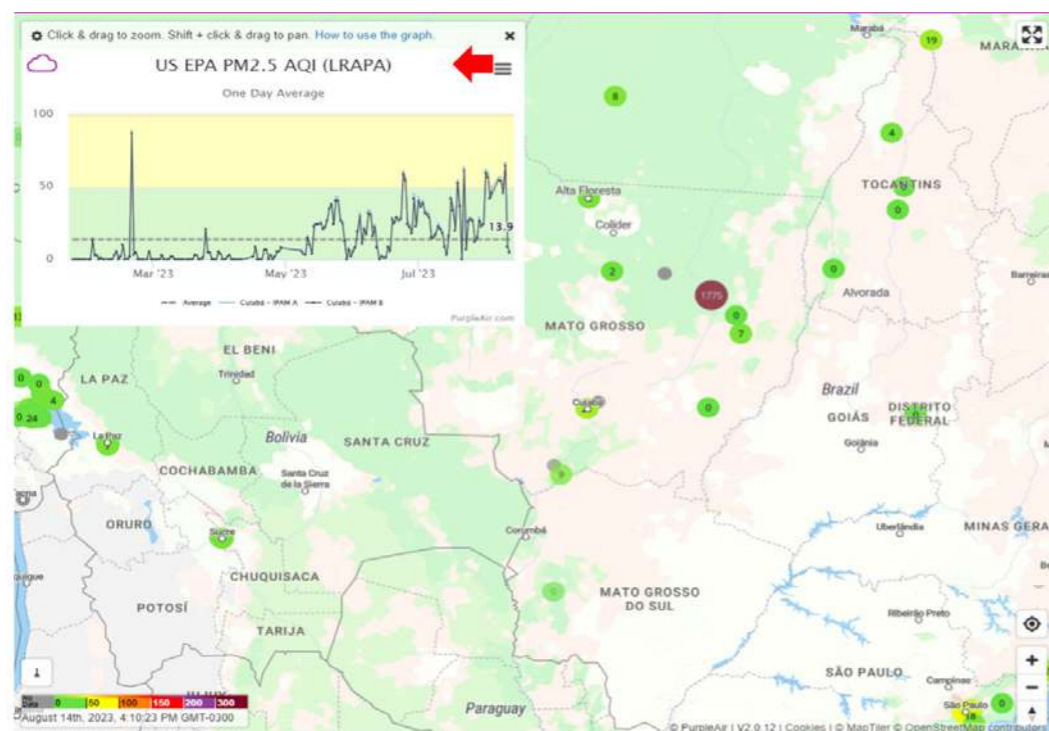 Click & drag to zoom. Shift + click & drag to pan. How to use the graph.
US EPA PM2.5 AQI (LRAPA)
One Day Average
100
50
0
13.9
Mar '23
May '23
Jul '23
Average
Cuiabá - IPAM A
Cuiabá - IPAM B
PurpleAir.com
Marabá
19
8
4
TOCANTINS
0
Alta Floresta
Colíder
2
0
Alvorada
Barreiras
1775
0
7
MATO GROSSO
EL BENI
Trinidad
LA PAZ
0
0
4
0
24
La Paz
Cuiabá
0
Brazil
GOIÁS
DISTRITO
FEDERAL
Goiânia
Bolivia
SANTA CRUZ
COCHABAMBA
Santa Cruz
de la Sierra
ORURO
Sucre
Corumbá
Uberlândia
CHUQUISACA
POTOSÍ
MATO GROSSO
DO SUL
TARIJA
Ribeirão Preto
SÃO PAULO
Campinas
São Paulo
18
0
Paraguay
No
Data
0
50
100
150
200
300
August 14th, 2023, 4:10:23 PM GMT-0300
© PurpleAir | V2.0.12 | Cookies | © MapTiler © OpenStreetMap contributors